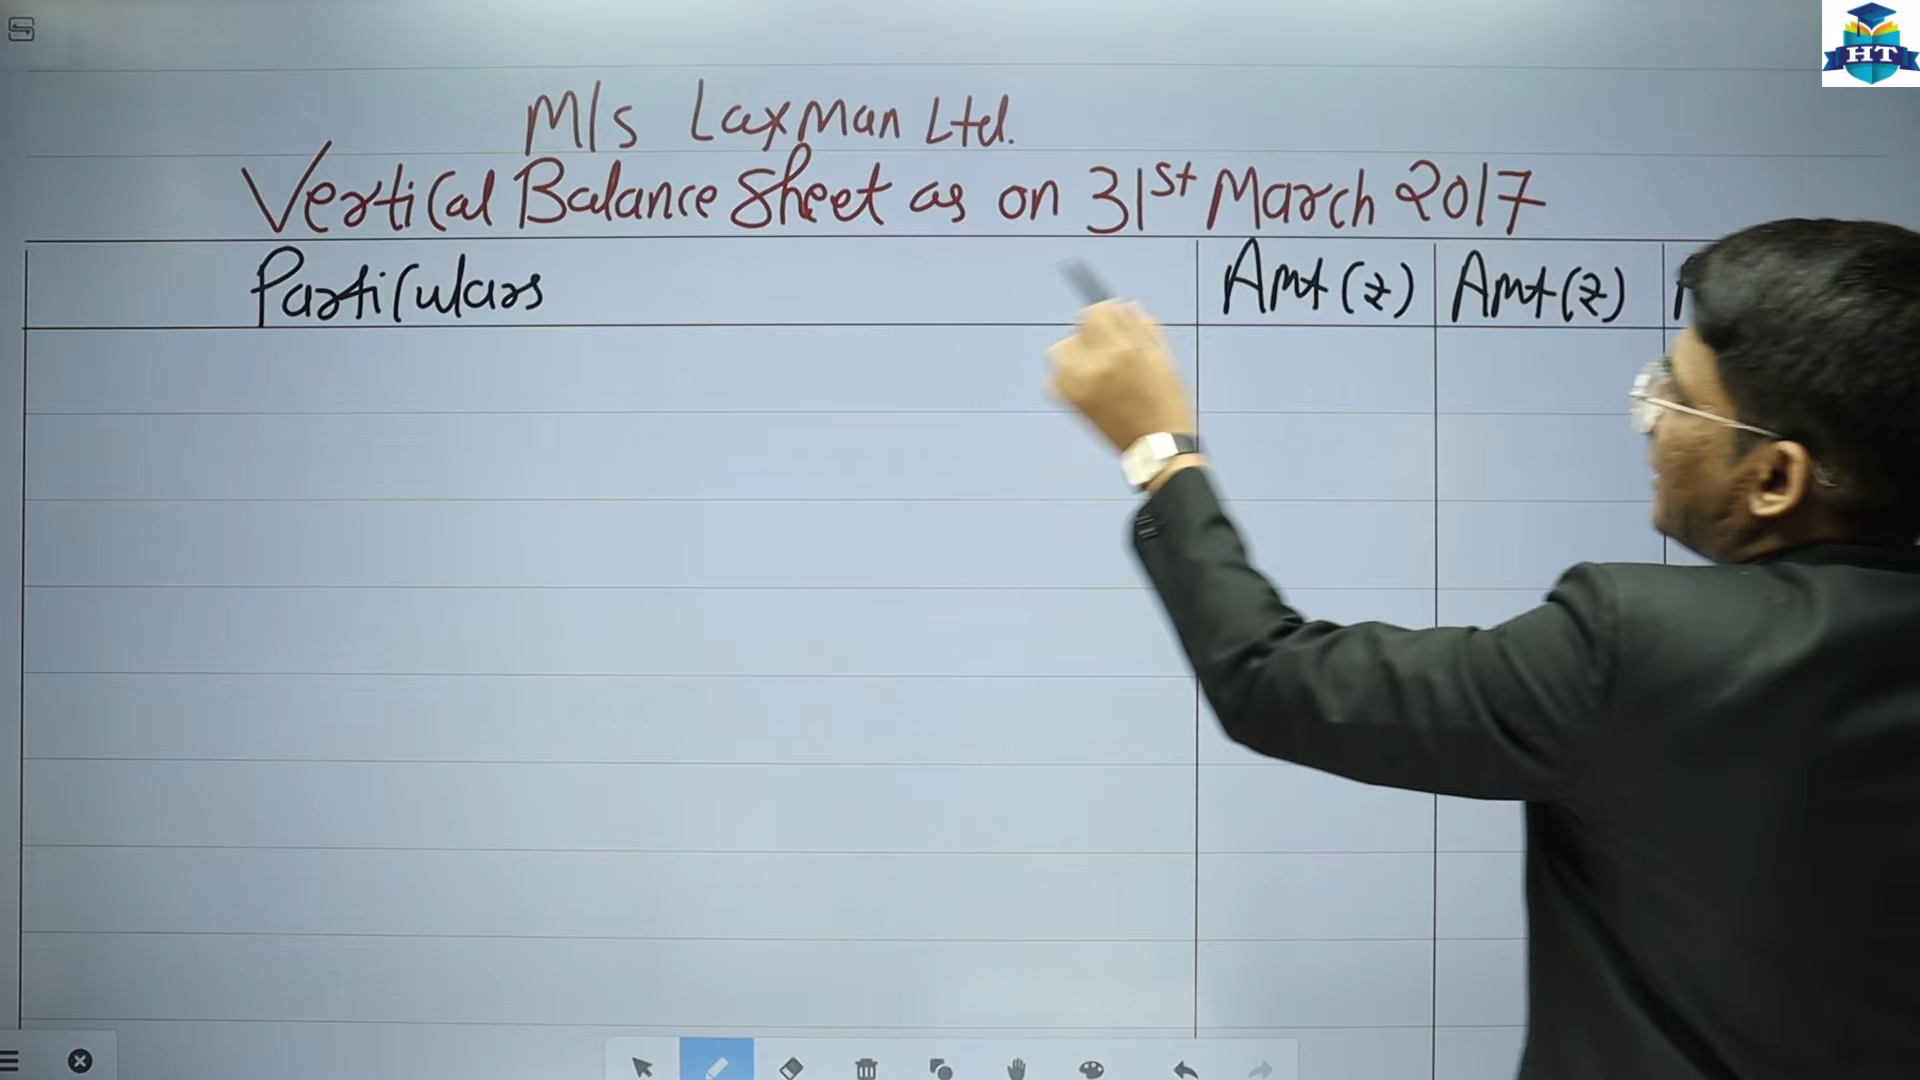 HT
M/s Laxman Ltd.
Vertical Balance Sheet as on 31st March 2017
Particulars Amt (₹) Amt (₹)